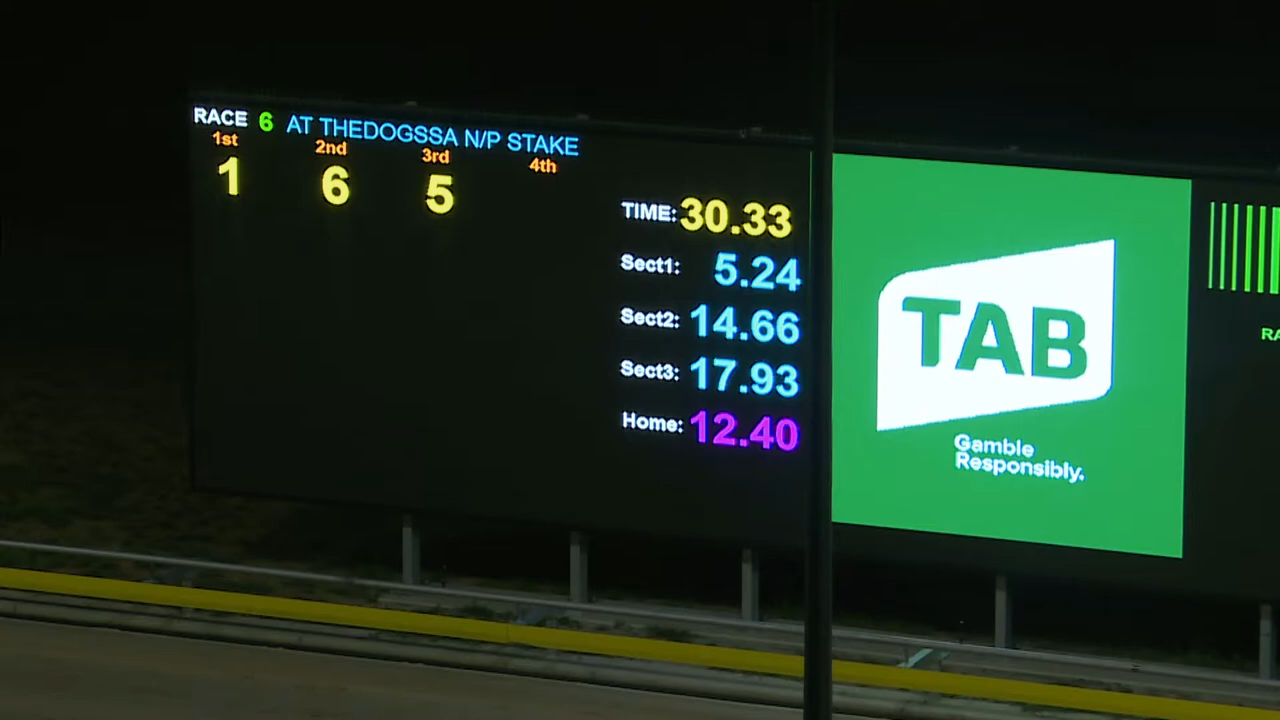 RACE 6 AT THEDOGSSA N/P STAKE
1st 2nd 3rd 4th
1 6 5
TIME: 30.33
Sect1: 5.24
Sect2: 14.66
Sect3: 17.93
Home: 12.40
TAB
Gamble
Responsibly.